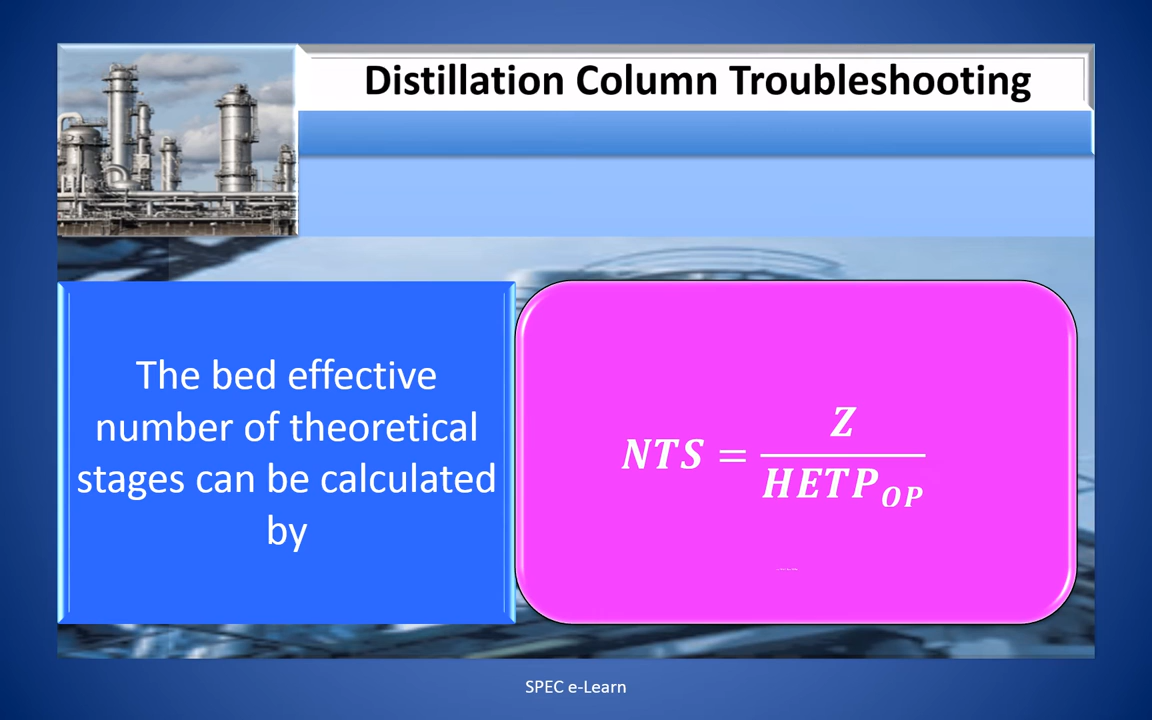 Distillation Column Troubleshooting
The bed effective
number of theoretical
stages can be calculated
by
NTS = Z / HETP_OP
SPEC e-Learn